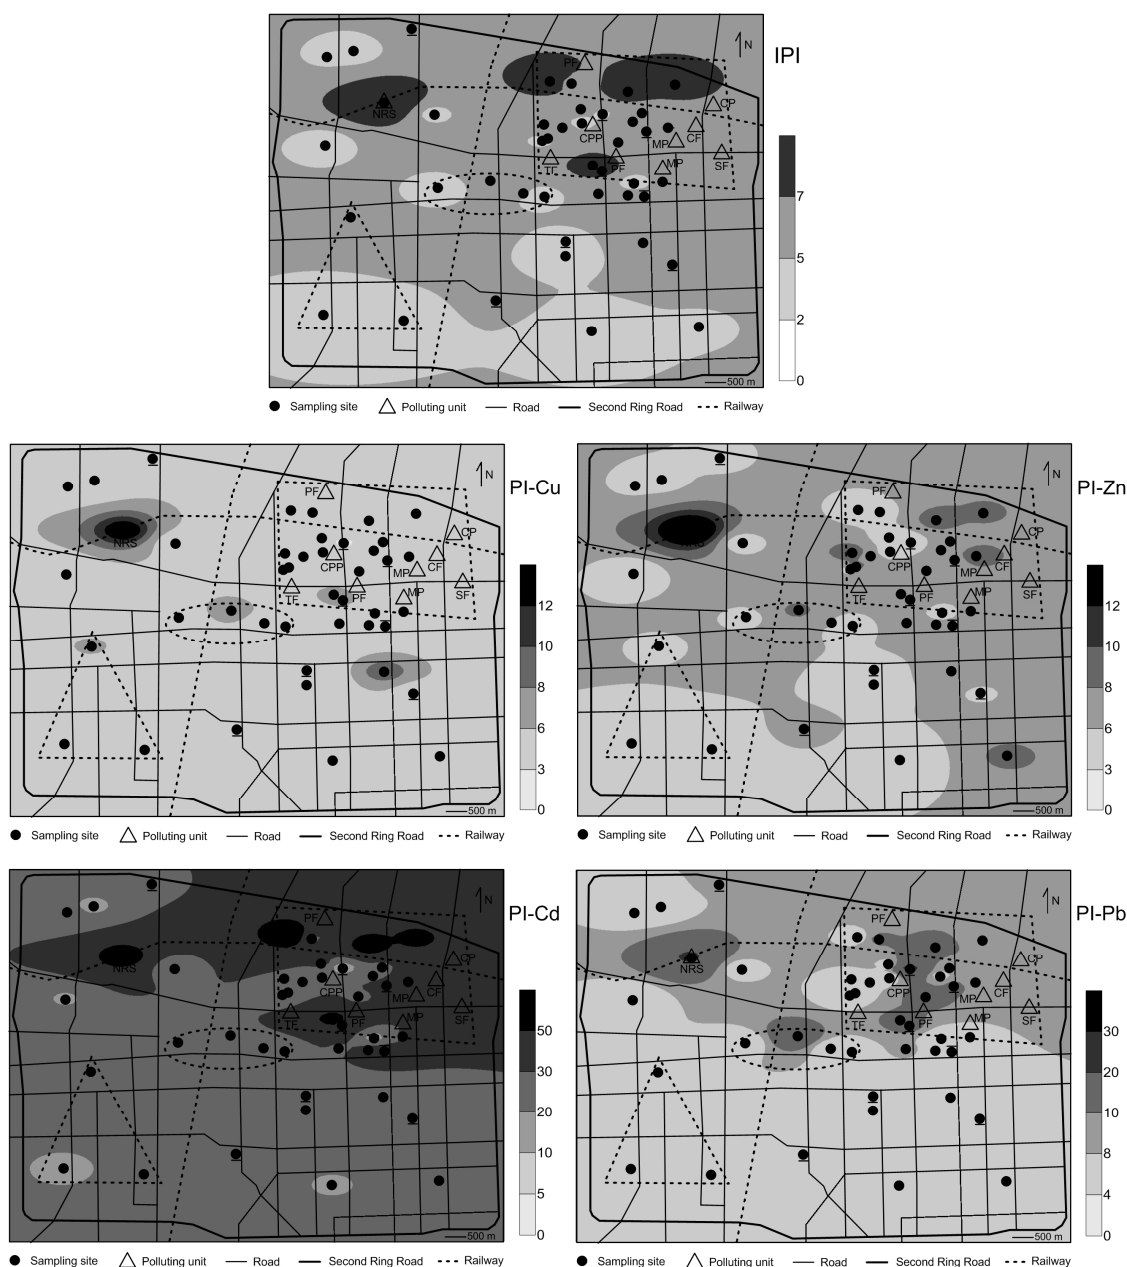 IPI
N
PF
CP
NRS
CPP
CF
MP
TF
PF
MP
SF
7
5
2
0
500 m
Sampling site Polluting unit Road Second Ring Road Railway
PI-Cu
N
PF
CP
NRS
CPP
CF
MP
TF
PF
MP
SF
12
10
8
6
3
0
500 m
Sampling site Polluting unit Road Second Ring Road Railway
PI-Zn
N
PF
CP
CPP
CF
MP
TF
PF
MP
SF
12
10
8
6
3
0
500 m
Sampling site Polluting unit Road Second Ring Road Railway
PI-Cd
N
PF
CP
NRS
CPP
CF
MP
TF
PF
MP
SF
50
30
20
10
5
0
500 m
Sampling site Polluting unit Road Second Ring Road Railway
PI-Pb
N
PF
CP
NRS
CPP
CF
MP
TF
PF
MP
SF
30
20
10
8
4
0
500 m
Sampling site Polluting unit Road Second Ring Road Railway